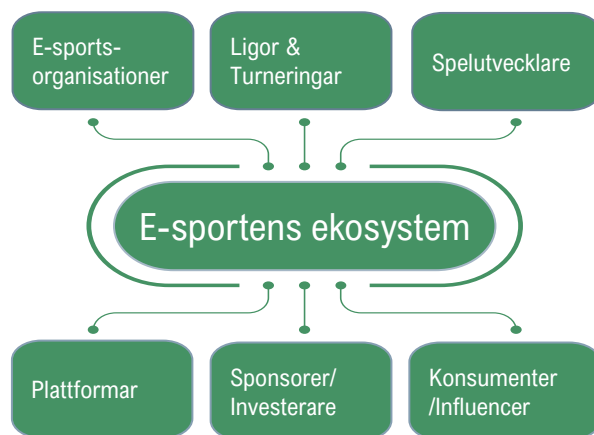 E-sports-
organisationer
Ligor &
Turneringar
Spelutvecklare
E-sportens ekosystem
Plattformar
Sponsorer/
Investerare
Konsumenter
/Influencer